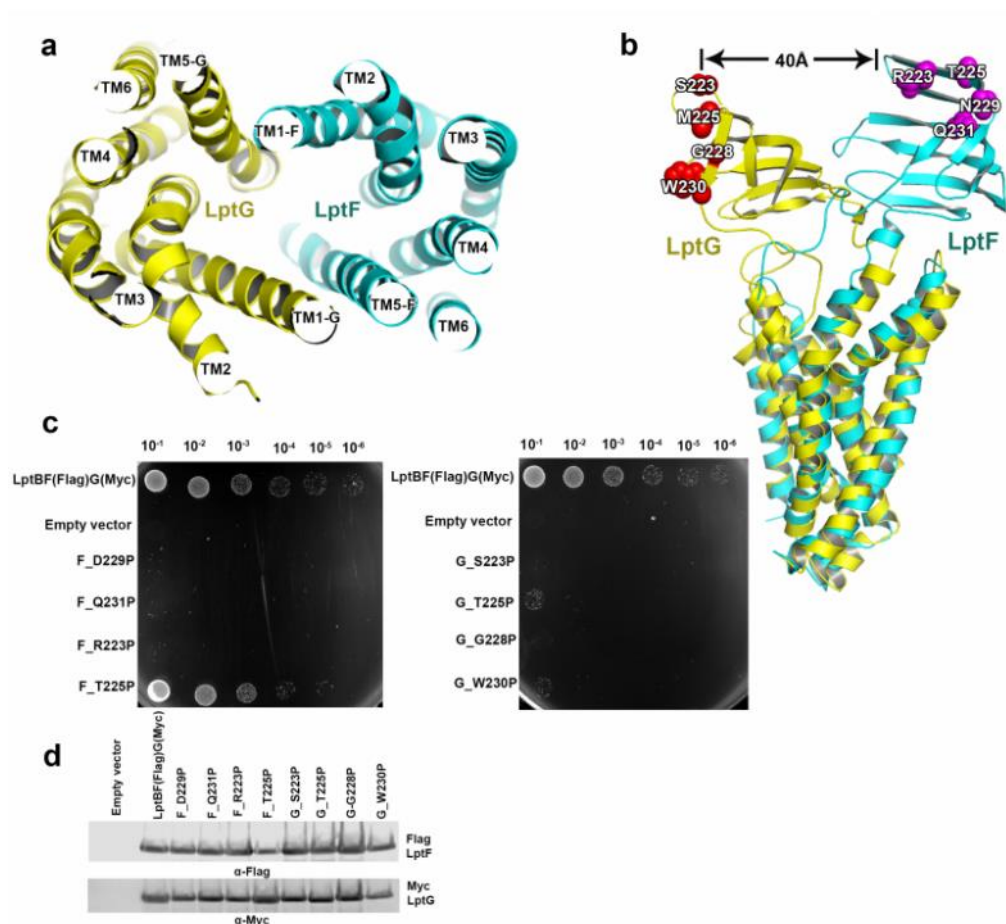 a
TM5-G
TM6
TM2
TM1-F
TM3
TM4
LptG
LptF
TM4
TM3
TM5-F
TM1-G
TM6
TM2
b
40Å
S223
M225
G228
W230
R223
T225
N229
Q231
LptG
LptF
c
10-1 10-2 10-3 10-4 10-5 10-6
LptBF(Flag)G(Myc)
Empty vector
F_D229P
F_Q231P
F_R223P
F_T225P
10-1 10-2 10-3 10-4 10-5 10-6
LptBF(Flag)G(Myc)
Empty vector
G_S223P
G_T225P
G_G228P
G_W230P
d
Empty vector
LptBF(Flag)G(Myc)
F_D229P
F_Q231P
F_R223P
F_T225P
G_S223P
G_T225P
G-G228P
G_W230P
Flag
LptF
α-Flag
Myc
LptG
α-Myc